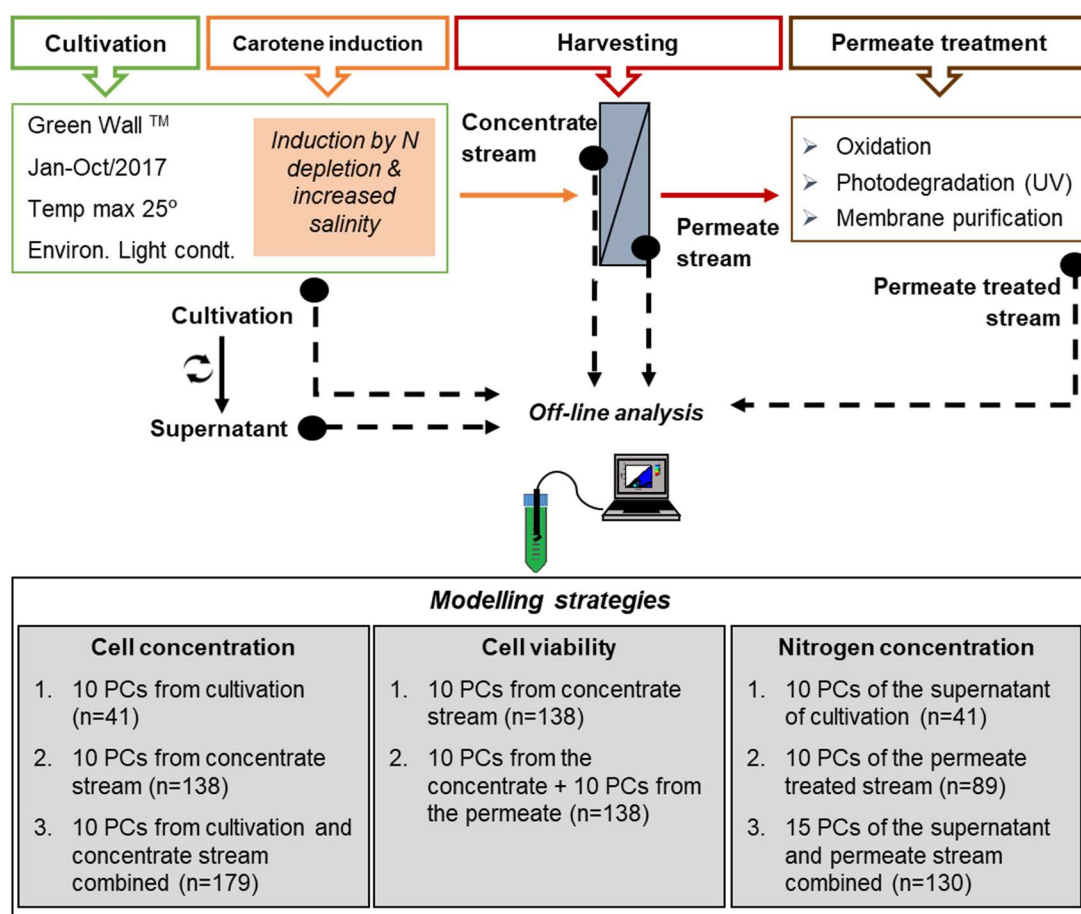 Cultivation
Carotene induction
Harvesting
Permeate treatment
Green Wall ™
Jan-Oct/2017
Temp max 25º
Environ. Light condt.
Induction by N
depletion &
increased
salinity
Concentrate
stream
Permeate
stream
➢ Oxidation
➢ Photodegradation (UV)
➢ Membrane purification
Permeate treated
stream
Cultivation
Supernatant
Off-line analysis
Modelling strategies
Cell concentration
1. 10 PCs from cultivation
(n=41)
2. 10 PCs from concentrate
stream (n=138)
3. 10 PCs from cultivation and
concentrate stream
combined (n=179)
Cell viability
1. 10 PCs from concentrate
stream (n=138)
2. 10 PCs from the
concentrate + 10 PCs from
the permeate (n=138)
Nitrogen concentration
1. 10 PCs of the supernatant
of cultivation (n=41)
2. 10 PCs of the permeate
treated stream (n=89)
3. 15 PCs of the supernatant
and permeate stream
combined (n=130)